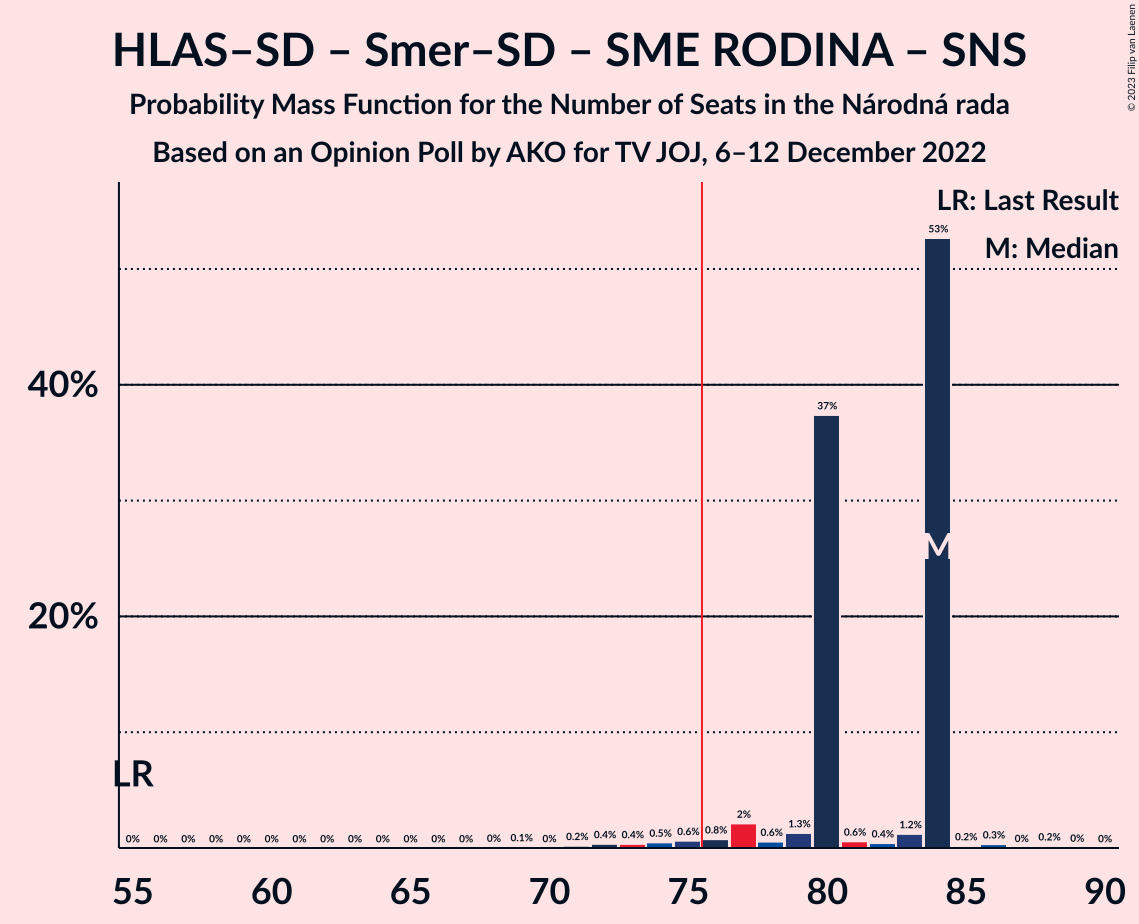 HLAS–SD – Smer–SD – SME RODINA – SNS
Probability Mass Function for the Number of Seats in the Národná rada
Based on an Opinion Poll by AKO for TV JOJ, 6–12 December 2022
© 2023 Filip van Laenen
LR: Last Result
M: Median
53%
40%
37%
M
20%
LR
0% 0% 0% 0% 0% 0% 0% 0% 0% 0% 0% 0% 0% 0% 0.1% 0% 0.2% 0.4% 0.4% 0.5% 0.6% 0.8% 2% 0.6% 1.3% 0.6% 0.4% 1.2% 0.2% 0.3% 0% 0.2% 0% 0%
55 60 65 70 75 80 85 90